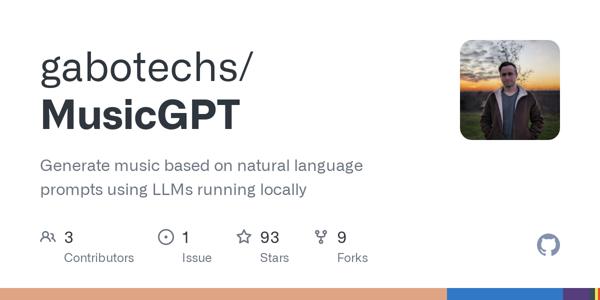 gabotechs/
MusicGPT
Generate music based on natural language
prompts using LLMs running locally
3
Contributors
1
Issue
93
Stars
9
Forks